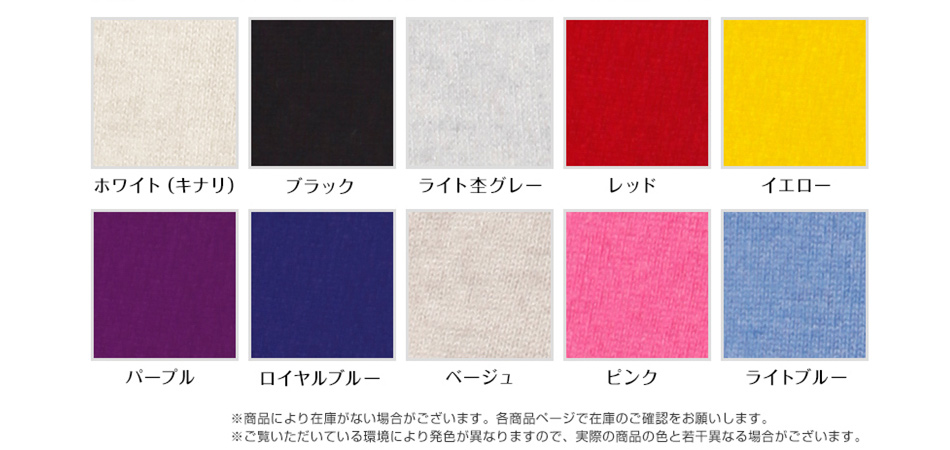 ホワイト（キナリ） ブラック ライト杢グレー レッド イエロー
パープル ロイヤルブルー ベージュ ピンク ライトブルー
※商品により在庫がない場合がございます。各商品ページで在庫のご確認をお願いします。
※ご覧いただいている環境により発色が異なりますので、実際の商品の色と若干異なる場合がございます。